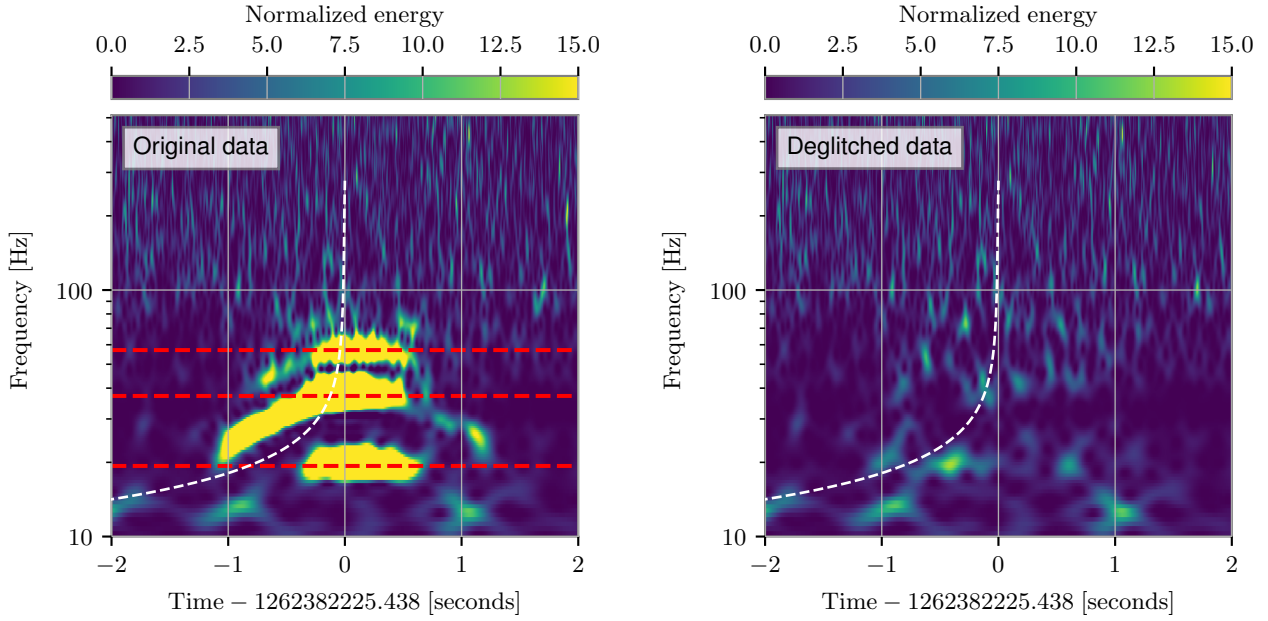 Normalized energy
0.0 2.5 5.0 7.5 10.0 12.5 15.0
Original data
100
10
Frequency [Hz]
−2 −1 0 1 2
Time − 1262382225.438 [seconds]
Normalized energy
0.0 2.5 5.0 7.5 10.0 12.5 15.0
Deglitched data
100
10
Frequency [Hz]
−2 −1 0 1 2
Time − 1262382225.438 [seconds]